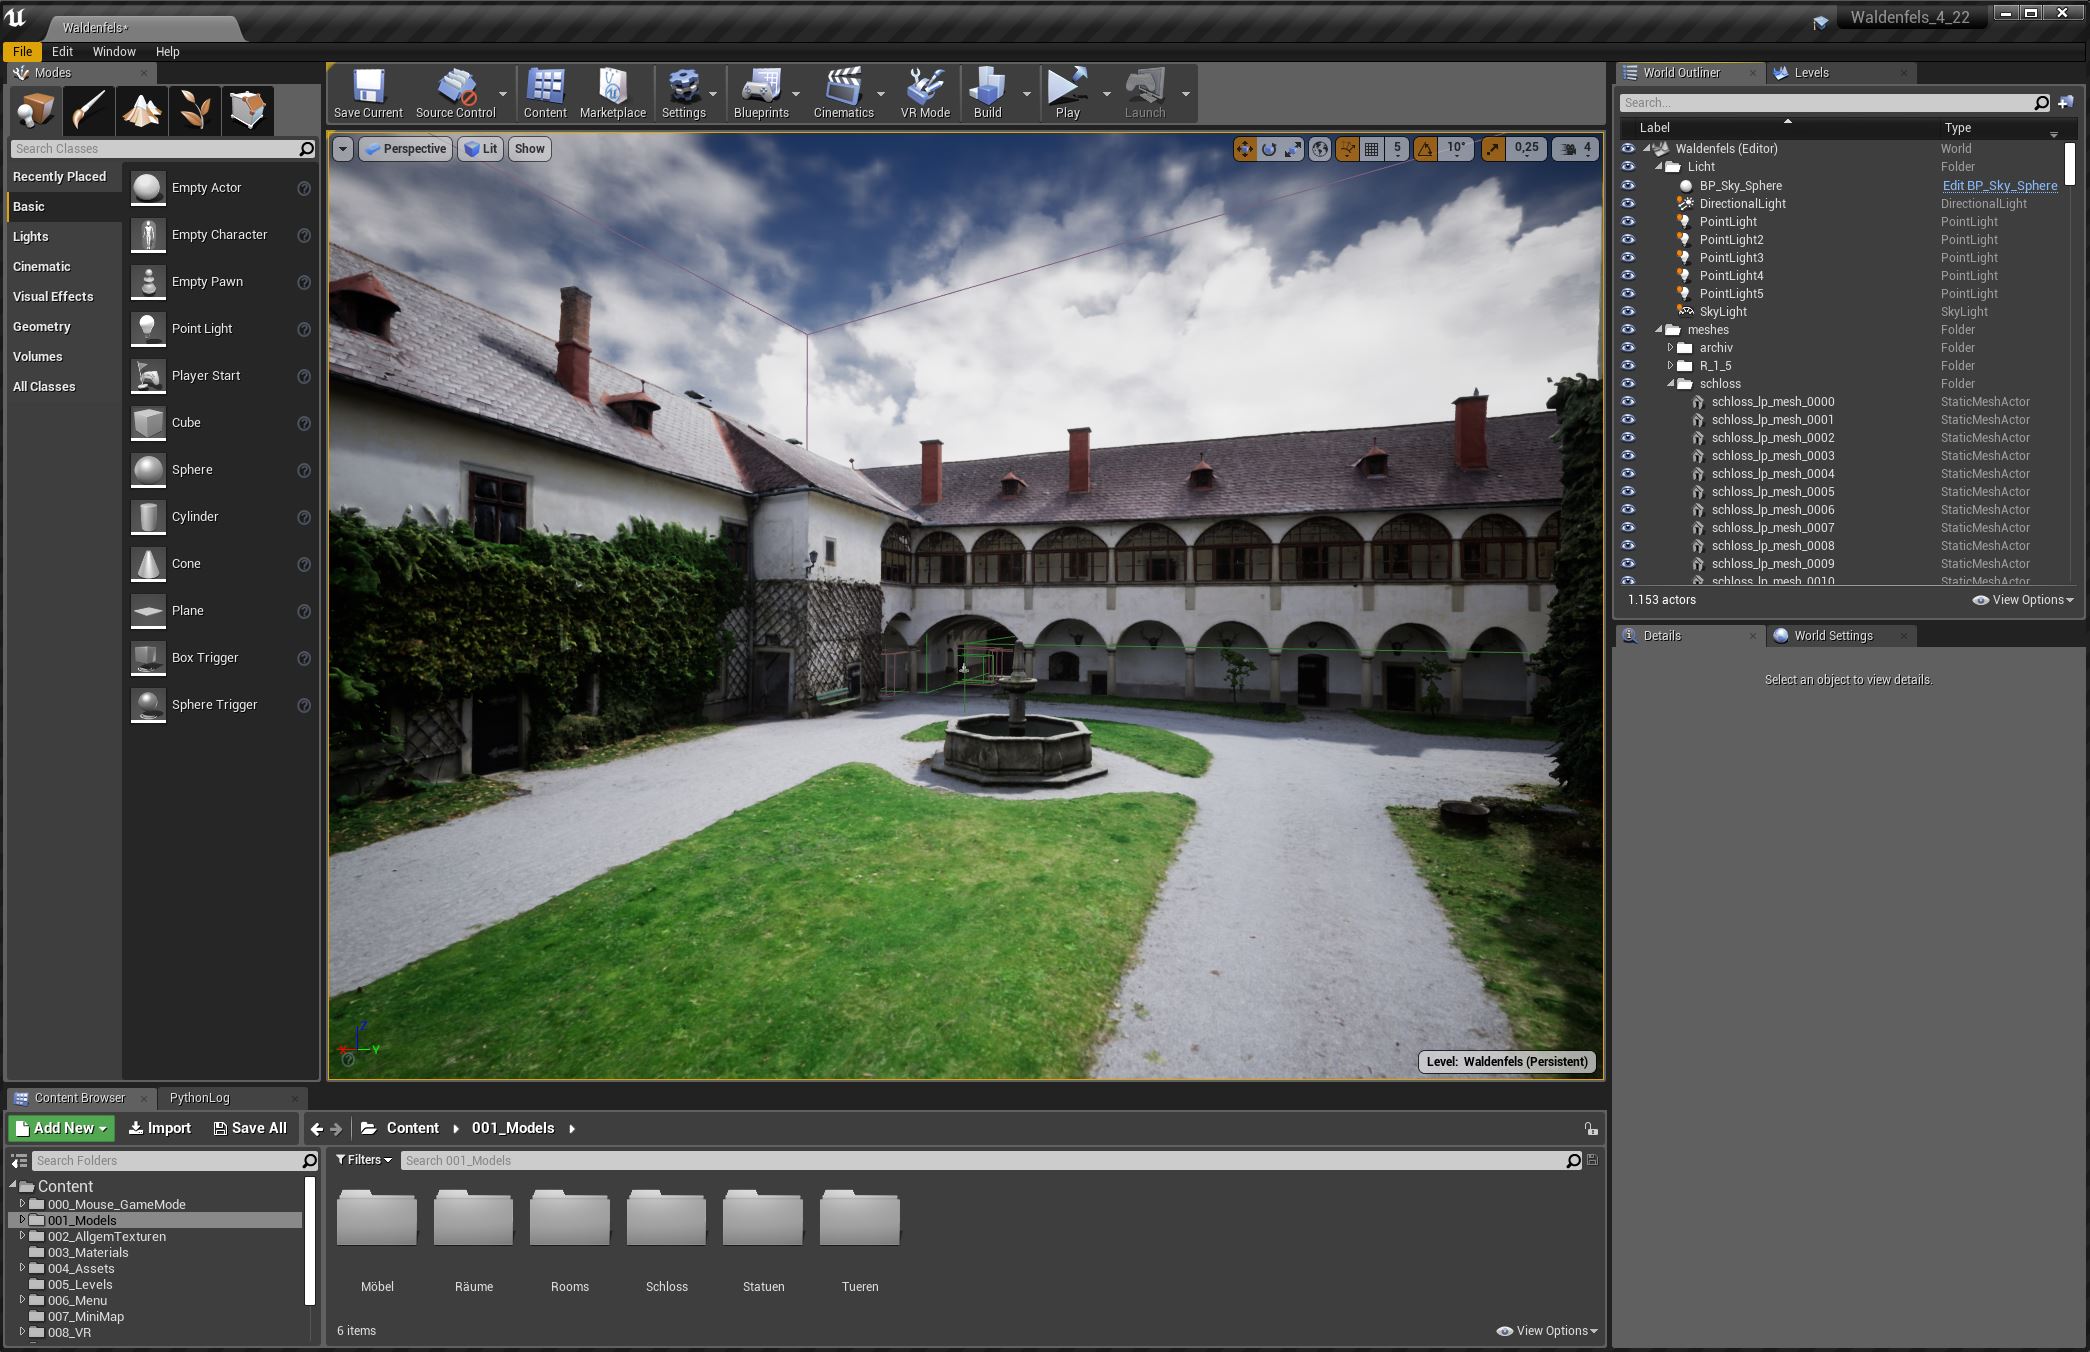 Waldenfels*
Waldenfels_4_22
File Edit Window Help
Modes
Search Classes
Recently Placed
Basic
Lights
Cinematic
Visual Effects
Geometry
Volumes
All Classes
Empty Actor
Empty Character
Empty Pawn
Point Light
Player Start
Cube
Sphere
Cylinder
Cone
Plane
Box Trigger
Sphere Trigger
Save Current Source Control Content Marketplace Settings Blueprints Cinematics VR Mode Build Play Launch
Perspective Lit Show
5 10° 0,25 4
Z
X Y
Level: Waldenfels (Persistent)
World Outliner Levels
Search...
Label Type
Waldenfels (Editor) World
Licht Folder
BP_Sky_Sphere Edit BP_Sky_Sphere
DirectionalLight DirectionalLight
PointLight PointLight
PointLight2 PointLight
PointLight3 PointLight
PointLight4 PointLight
PointLight5 PointLight
SkyLight SkyLight
meshes Folder
archiv Folder
R_1_5 Folder
schloss Folder
schloss_lp_mesh_0000 StaticMeshActor
schloss_lp_mesh_0001 StaticMeshActor
schloss_lp_mesh_0002 StaticMeshActor
schloss_lp_mesh_0003 StaticMeshActor
schloss_lp_mesh_0004 StaticMeshActor
schloss_lp_mesh_0005 StaticMeshActor
schloss_lp_mesh_0006 StaticMeshActor
schloss_lp_mesh_0007 StaticMeshActor
schloss_lp_mesh_0008 StaticMeshActor
schloss_lp_mesh_0009 StaticMeshActor
schloss_lp_mesh_0010 StaticMeshActor
1.153 actors View Options
Details World Settings
Select an object to view details.
Content Browser PythonLog
Add New Import Save All Content 001_Models
Search Folders
Content
000_Mouse_GameMode
001_Models
002_AllgemTexturen
003_Materials
004_Assets
005_Levels
006_Menu
007_MiniMap
008_VR
Filters Search 001_Models
Möbel Räume Rooms Schloss Statuen Tueren
6 items View Options